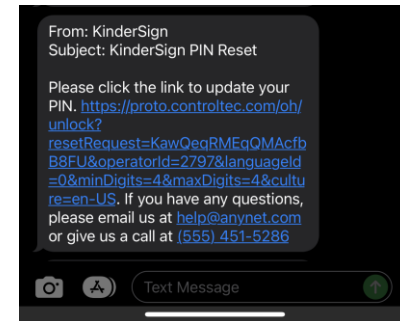 From: KinderSign
Subject: KinderSign PIN Reset
Please click the link to update your
PIN. https://proto.controltec.com/oh/
unlock?
resetRequest=KawQeqRMEqQMAcfb
B8FU&operatorId=2797&languageId
=0&minDigits=4&maxDigits=4&cultu
re=en-US. If you have any questions,
please email us at help@anynet.com
or give us a call at (555) 451-5286
Text Message